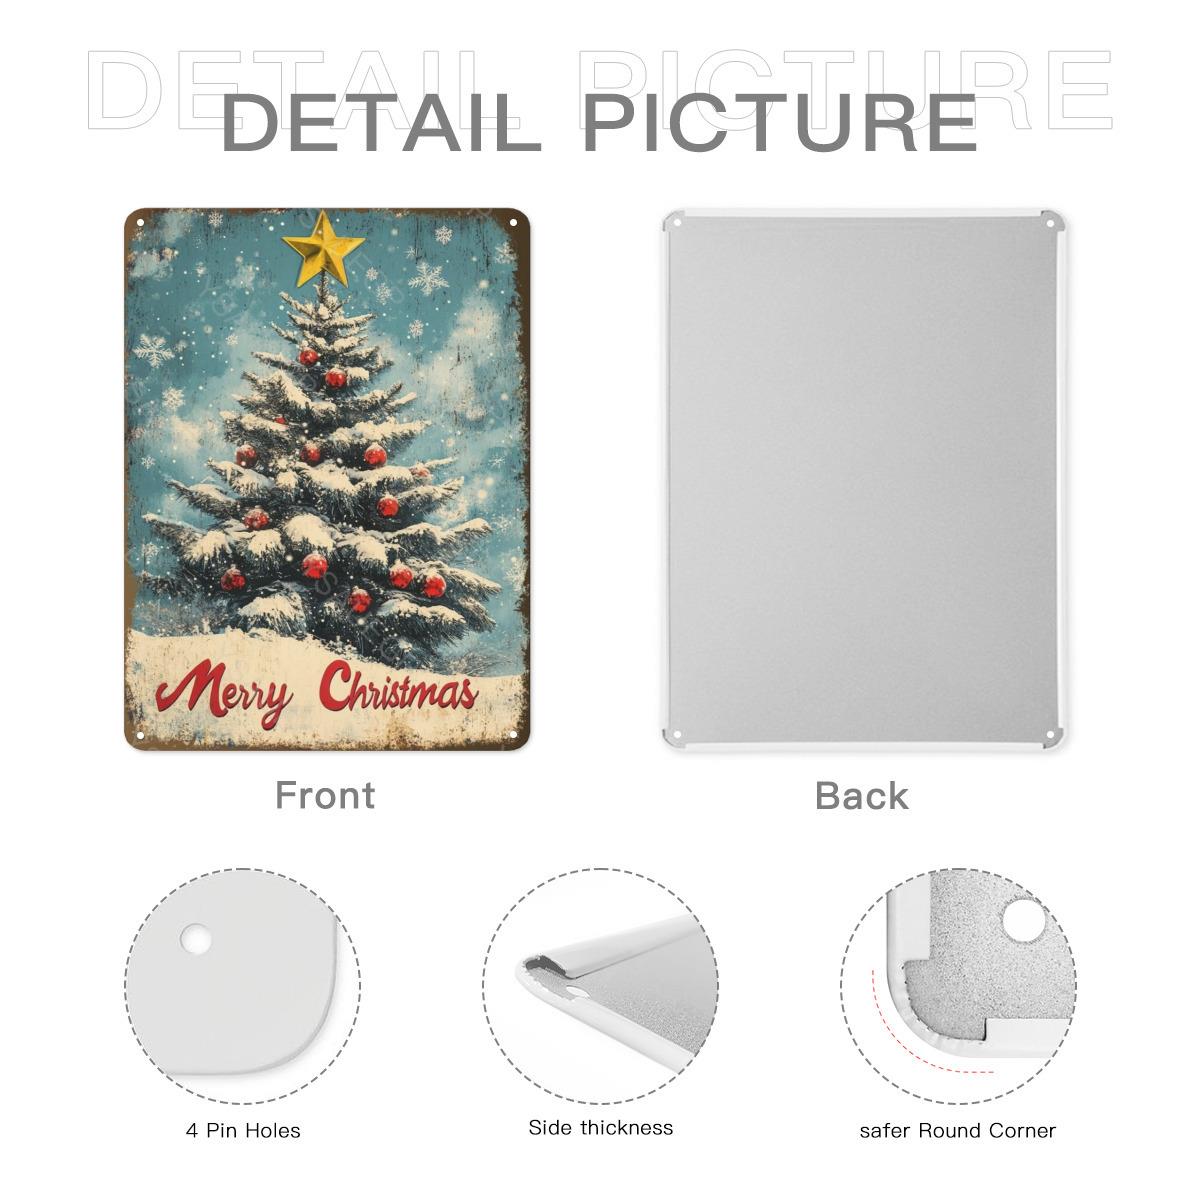 DETAIL PICTURE
DETAIL PICTURE
Merry Christmas
Front
Back
4 Pin Holes
Side thickness
safer Round Corner